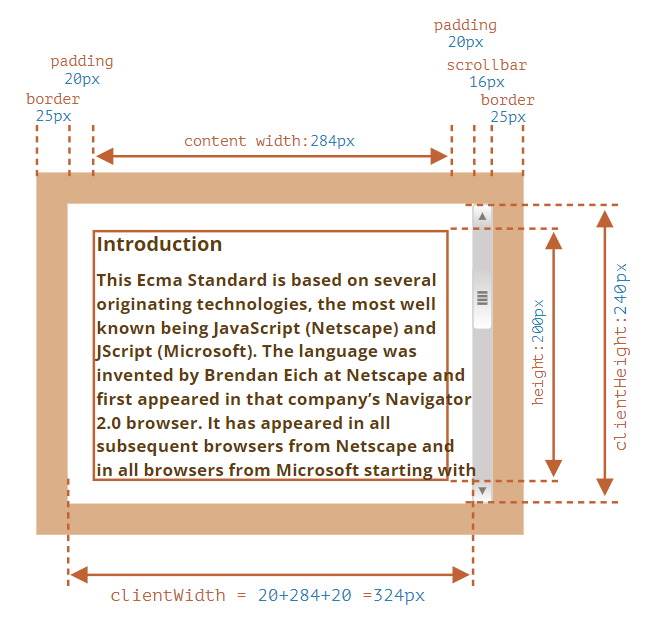 padding
20px
padding
20px
scrollbar
16px
border
25px
border
25px
content width:284px
Introduction
This Ecma Standard is based on several
originating technologies, the most well
known being JavaScript (Netscape) and
JScript (Microsoft). The language was
invented by Brendan Eich at Netscape and
first appeared in that company’s Navigator
2.0 browser. It has appeared in all
subsequent browsers from Netscape and
in all browsers from Microsoft starting with
height:200px
clientHeight:240px
clientWidth = 20+284+20 =324px